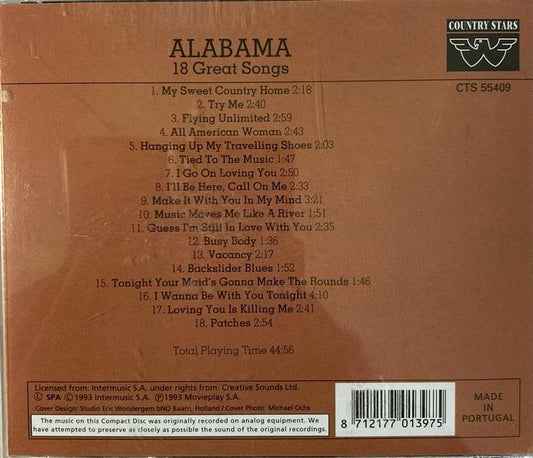 COUNTRY STARS
ALABAMA
18 Great Songs
CTS 55409
1. My Sweet Country Home 2:18
2. Try Me 2:40
3. Flying Unlimited 2:59
4. All American Woman 2:43
5. Hanging Up My Travelling Shoes 2:03
6. Tied To The Music 1:47
7. I Go On Loving You 2:50
8. I'll Be Here, Call On Me 2:33
9. Make It With You In My Mind 3:21
10. Music Moves Me Like A River 1:51
11. Guess I'm Still In Love With You 2:35
12. Busy Body 1:36
13. Vacancy 2:17
14. Backslider Blues 1:52
15. Tonight Your Maid's Gonna Make The Rounds 1:46
16. I Wanna Be With You Tonight 4:10
17. Loving You Is Killing Me 2:41
18. Patches 2:54
Total Playing Time 44:56
Licensed from: Intermusic S.A. under rights from: Creative Sounds Ltd.
Ⓛ SPA Ⓒ1993 Intermusic S.A. Ⓟ1993 Movieplay S.A.
Cover Design: Studio Eric Wondergem bNO Baarn, Holland / Cover Photo: Michael Ochs
The music on this Compact Disc was originally recorded on analog equipment. We
have attempted to preserve as closely as possible the sound of the original recordings.
8 712177 013975
MADE
IN
PORTUGAL